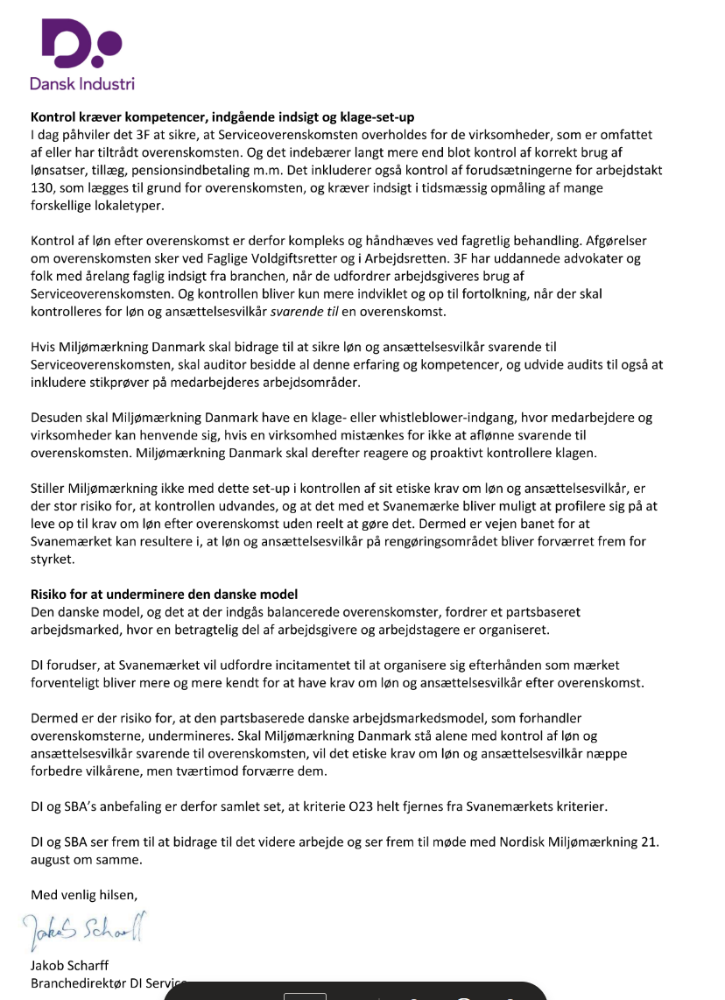 Dansk Industri
Kontrol kræver kompetencer, indgående indsigt og klage-set-up
I dag påhviler det 3F at sikre, at Serviceoverenskomsten overholdes for de virksomheder, som er omfattet
af eller har tiltrådt overenskomsten. Og det indebærer langt mere end blot kontrol af korrekt brug af
lønsatser, tillæg, pensionsindbetaling m.m. Det inkluderer også kontrol af forudsætningerne for arbejdstakt
130, som lægges til grund for overenskomsten, og kræver indsigt i tidsmæssig opmåling af mange
forskellige lokaletyper.
Kontrol af løn efter overenskomst er derfor kompleks og håndhæves ved fagretlig behandling. Afgørelser
om overenskomsten sker ved Faglige Voldgiftsretter og i Arbejdsretten. 3F har uddannede advokater og
folk med årelang faglig indsigt fra branchen, når de udfordrer arbejdsgiveres brug af
Serviceoverenskomsten. Og kontrollen bliver kun mere indviklet og op til fortolkning, når der skal
kontrolleres for løn og ansættelsesvilkår svarende til en overenskomst.
Hvis Miljømærkning Danmark skal bidrage til at sikre løn og ansættelsesvilkår svarende til
Serviceoverenskomsten, skal auditor besidde al denne erfaring og kompetencer, og udvide audits til også at
inkludere stikprøver på medarbejderes arbejdsområder.
Desuden skal Miljømærkning Danmark have en klage- eller whistleblower-indgang, hvor medarbejdere og
virksomheder kan henvende sig, hvis en virksomhed mistænkes for ikke at aflønne svarende til
overenskomsten. Miljømærkning Danmark skal derefter reagere og proaktivt kontrollere klagen.
Stiller Miljømærkning ikke med dette set-up i kontrollen af sit etiske krav om løn og ansættelsesvilkår, er
der stor risiko for, at kontrollen udvandes, og at det med et Svanemærke bliver muligt at profilere sig på at
leve op til krav om løn efter overenskomst uden reelt at gøre det. Dermed er vejen banet for at
Svanemærket kan resultere i, at løn og ansættelsesvilkår på rengøringsområdet bliver forværret frem for
styrket.
Risiko for at underminere den danske model
Den danske model, og det at der indgås balancerede overenskomster, fordrer et partsbaseret
arbejdsmarked, hvor en betragtelig del af arbejdsgivere og arbejdstagere er organiseret.
DI forudser, at Svanemærket vil udfordre incitamentet til at organisere sig efterhånden som mærket
forventeligt bliver mere og mere kendt for at have krav om løn og ansættelsesvilkår efter overenskomst.
Dermed er der risiko for, at den partsbaserede danske arbejdsmarkedsmodel, som forhandler
overenskomsterne, undermineres. Skal Miljømærkning Danmark stå alene med kontrol af løn og
ansættelsesvilkår svarende til overenskomsten, vil det etiske krav om løn og ansættelsesvilkår næppe
forbedre vilkårene, men tværtimod forværre dem.
DI og SBA's anbefaling er derfor samlet set, at kriterie O23 helt fjernes fra Svanemærkets kriterier.
DI og SBA ser frem til at bidrage til det videre arbejde og ser frem til møde med Nordisk Miljømærkning 21.
august om samme.
Med venlig hilsen,
Jakob Scharff
Jakob Scharff
Branchedirektør DI Service